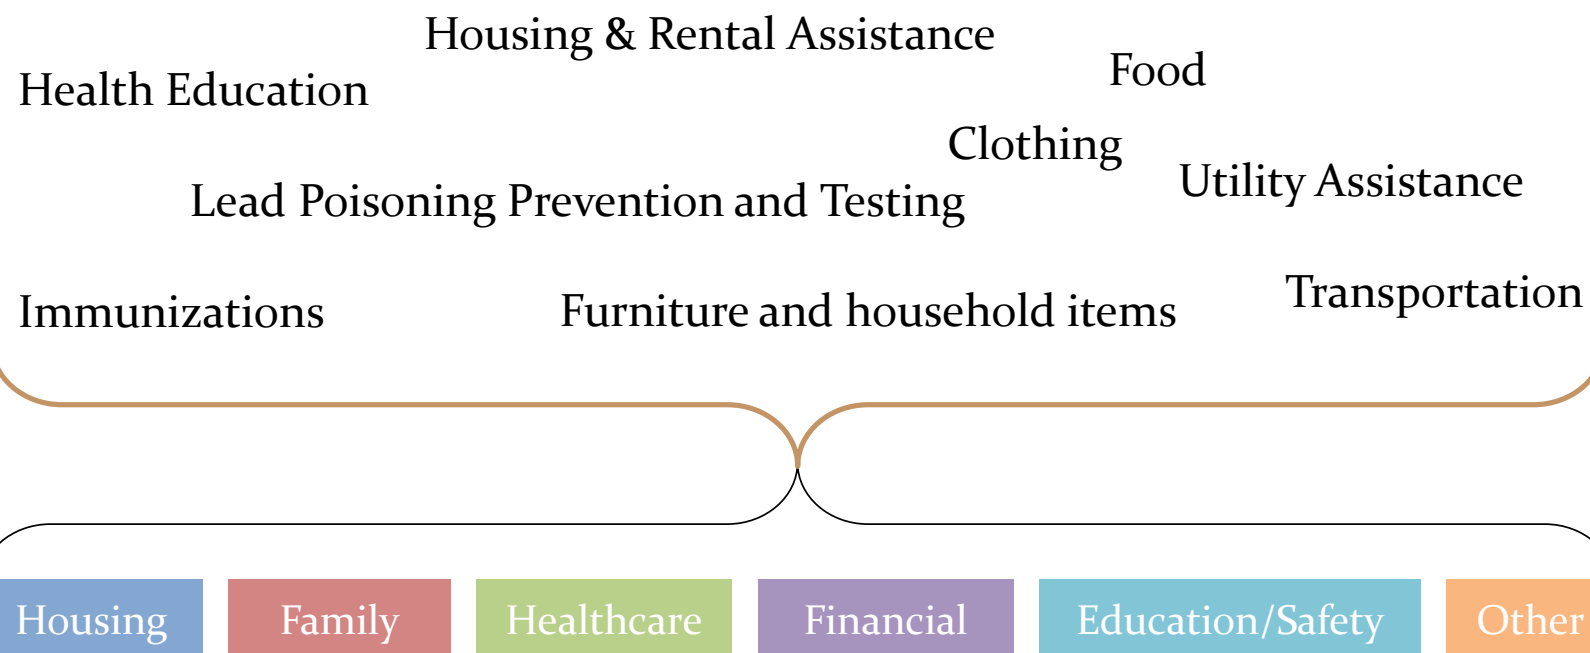 Housing & Rental Assistance
Food
Health Education
Clothing
Utility Assistance
Lead Poisoning Prevention and Testing
Transportation
Immunizations
Furniture and household items
Housing
Family
Healthcare
Financial
Education/Safety
Other